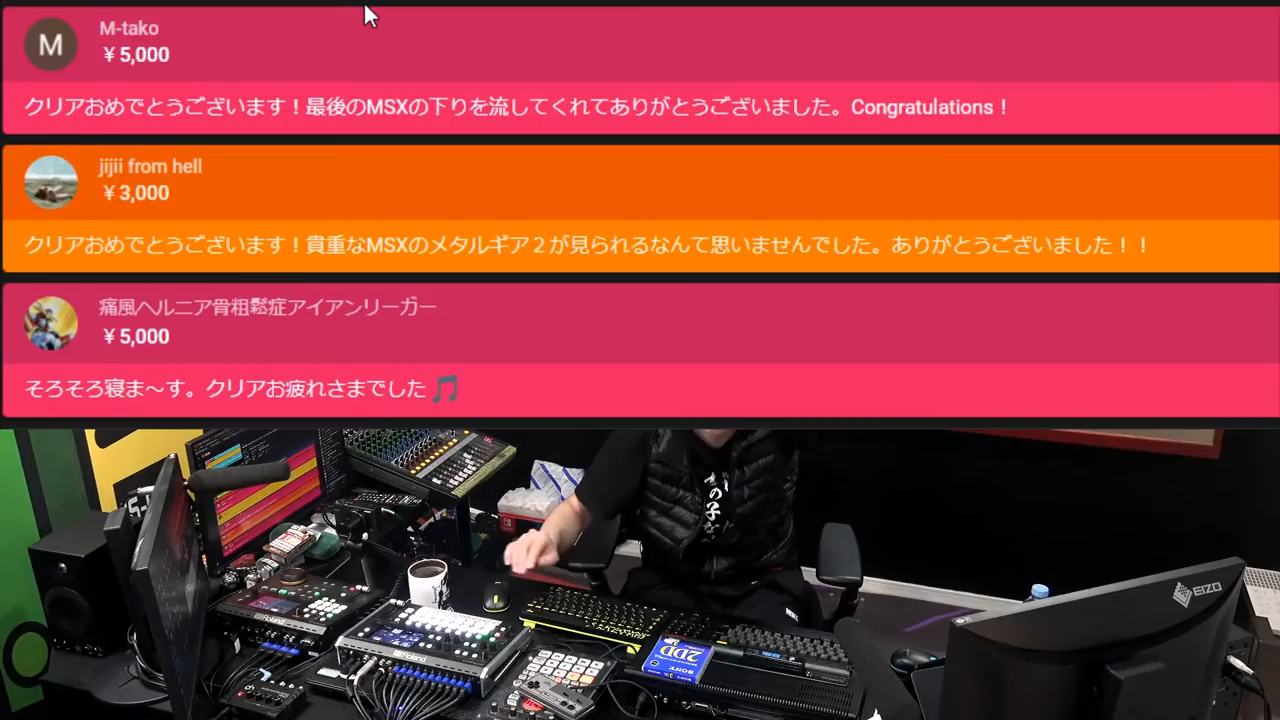 M
M-tako
￥5,000
クリアおめでとうございます！最後のMSXの下りを流してくれてありがとうございました。Congratulations！
jijii from hell
￥3,000
クリアおめでとうございます！貴重なMSXのメタルギア２が見られるなんて思いませんでした。ありがとうございました！！
痛風ヘルニア骨粗鬆症アイアンリーガー
￥5,000
そろそろ寝ま～す。クリアお疲れさまでした
の子な
Roland
Roland
2DD
SONY
EIZO